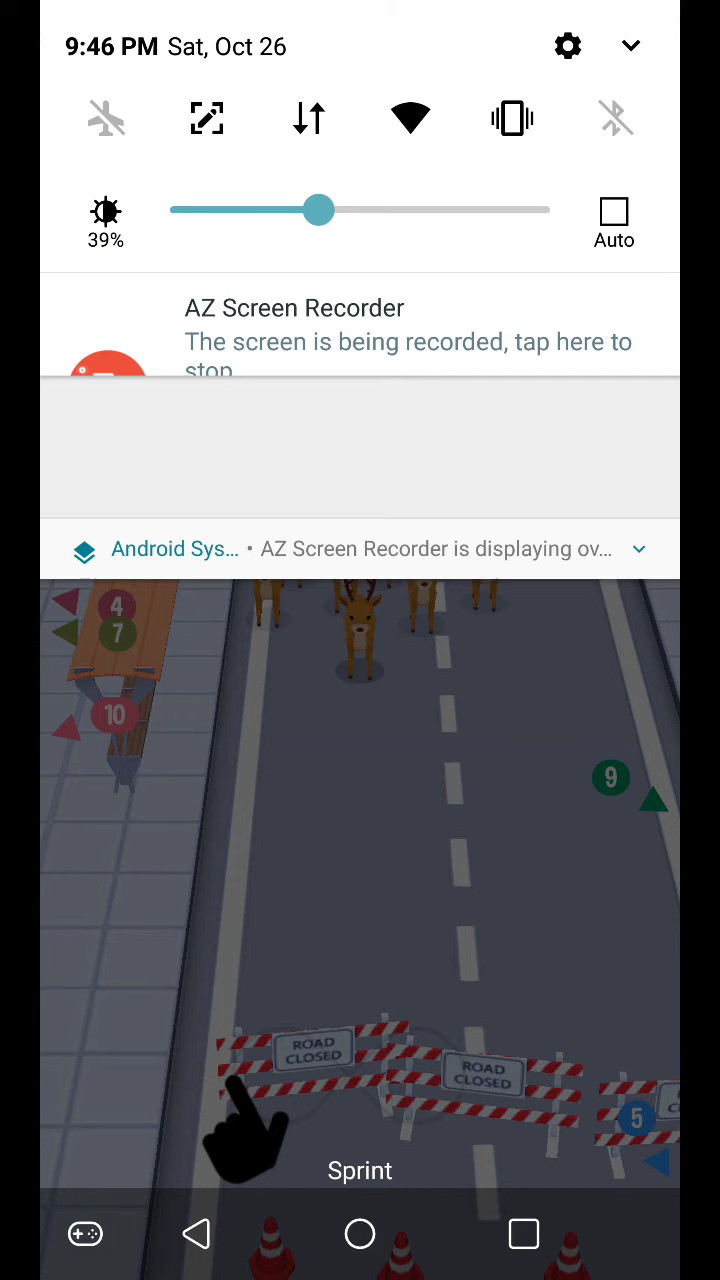 9:46 PM Sat, Oct 26
39%
Auto
AZ Screen Recorder
The screen is being recorded, tap here to
stop
Android Sys... • AZ Screen Recorder is displaying ov...
4
7
10
9
ROAD
CLOSED
ROAD
CLOSED
5
Sprint